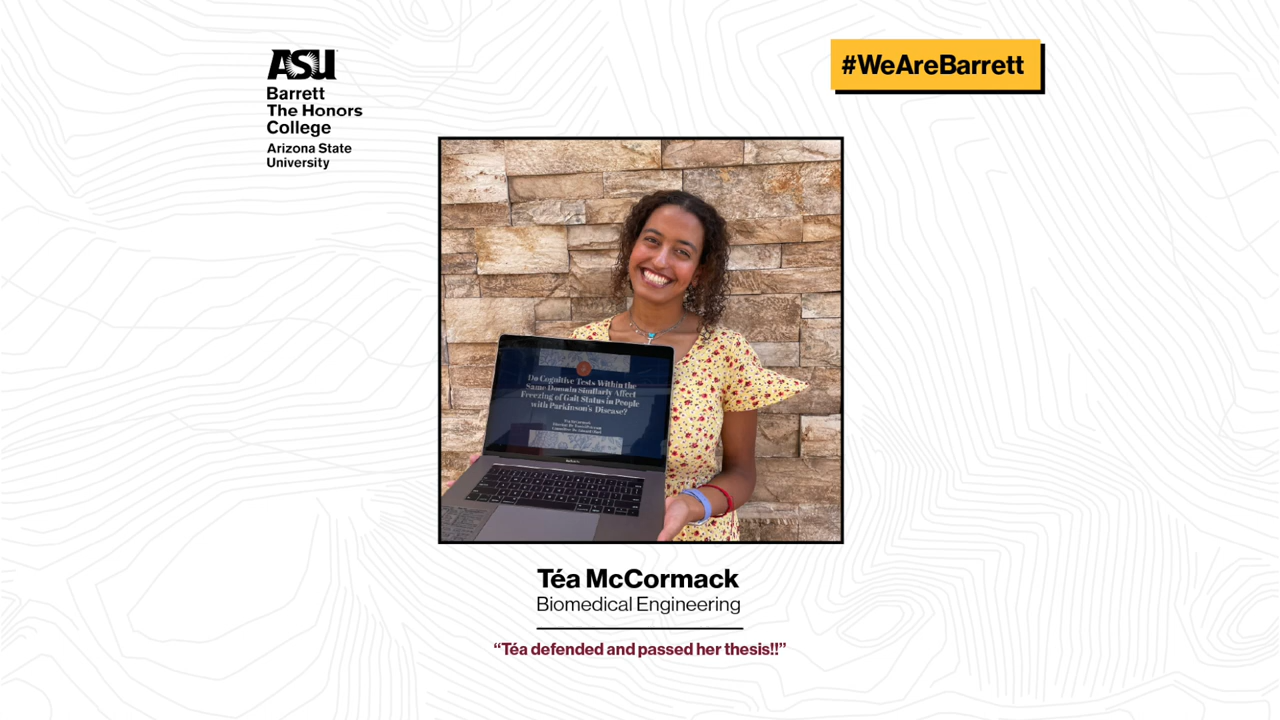 ASU
Barrett
The Honors
College
Arizona State
University
#WeAreBarrett
Do Cognitive Tests Within the
Same Domain Similarly Affect
Freezing of Gait Status in People
with Parkinson's Disease?
Téa McCormack
Biomedical Engineering
“Téa defended and passed her thesis!!”